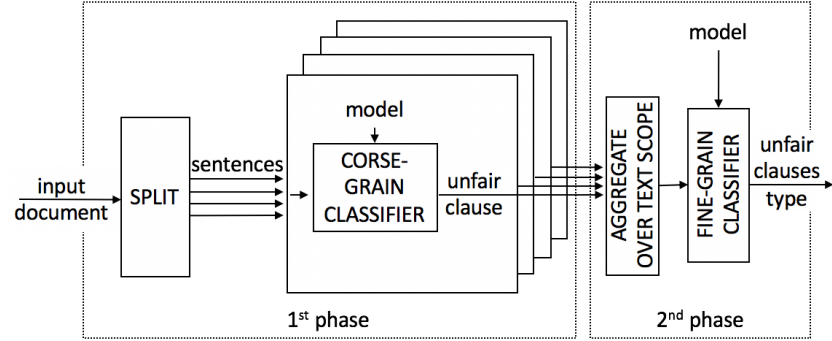 input
document
SPLIT
sentences
model
CORSE-
GRAIN
CLASSIFIER
unfair
clause
1st phase
AGGREGATE
OVER TEXT SCOPE
model
FINE-GRAIN
CLASSIFIER
unfair
clauses
type
2nd phase